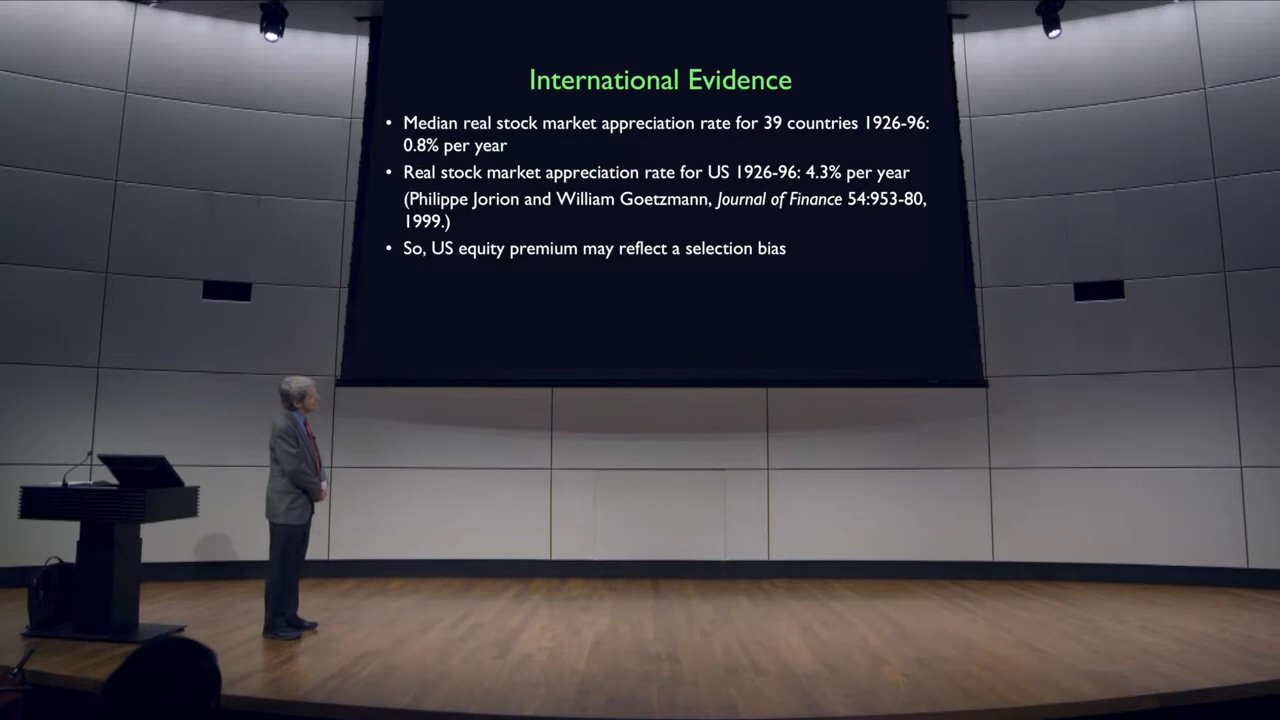 International Evidence
• Median real stock market appreciation rate for 39 countries 1926-96:
0.8% per year
• Real stock market appreciation rate for US 1926-96: 4.3% per year
(Philippe Jorion and William Goetzmann, Journal of Finance 54:953-80,
1999.)
• So, US equity premium may reflect a selection bias